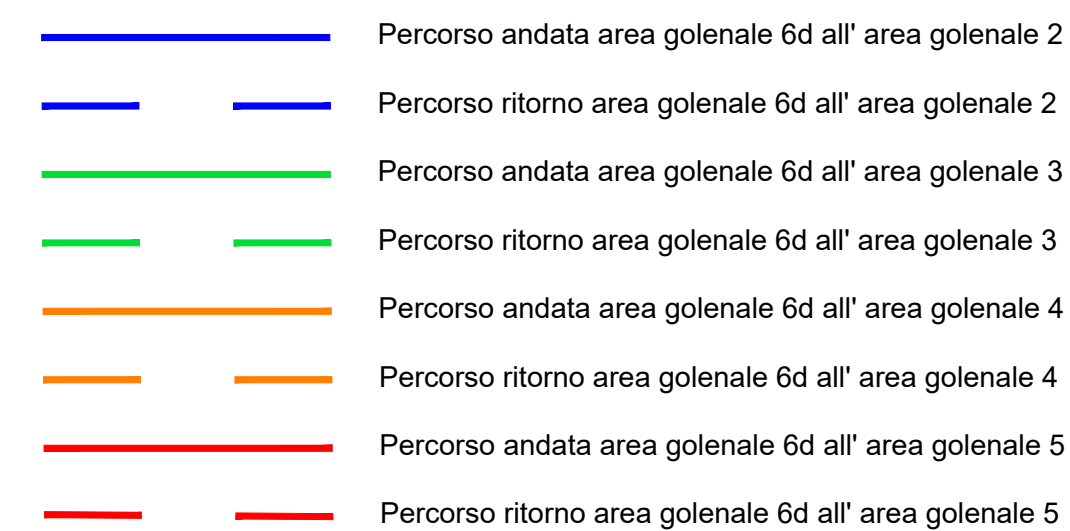 Percorso andata area golenale 6d all' area golenale 2
Percorso ritorno area golenale 6d all' area golenale 2
Percorso andata area golenale 6d all' area golenale 3
Percorso ritorno area golenale 6d all' area golenale 3
Percorso andata area golenale 6d all' area golenale 4
Percorso ritorno area golenale 6d all' area golenale 4
Percorso andata area golenale 6d all' area golenale 5
Percorso ritorno area golenale 6d all' area golenale 5